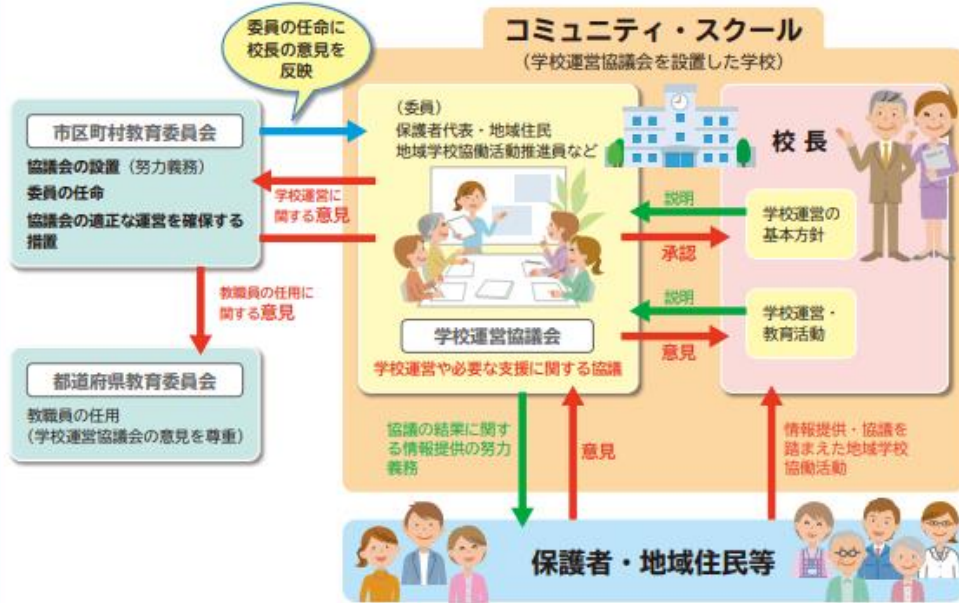 コミュニティ・スクール
（学校運営協議会を設置した学校）
委員の任命に
校長の意見を
反映
市区町村教育委員会
協議会の設置（努力義務）
委員の任命
協議会の適正な運営を確保する
措置
学校運営に
関する意見
教職員の任用に
関する意見
都道府県教育委員会
教職員の任用
（学校運営協議会の意見を尊重）
（委員）
保護者代表・地域住民
地域学校協働活動推進員など
学校運営協議会
学校運営や必要な支援に関する協議
説明
承認
説明
意見
校長
学校運営の
基本方針
学校運営・
教育活動
協議の結果に関す
る情報提供の努力
義務
意見
情報提供・協議を
踏まえた地域学校
協働活動
保護者・地域住民等